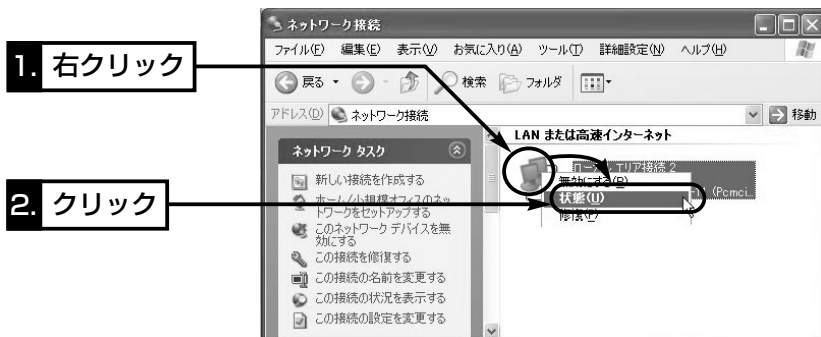 ネットワーク接続
ファイル(F) 編集(E) 表示(V) お気に入り(A) ツール(T) 詳細設定(N) ヘルプ(H)
戻る 検索 フォルダ
アドレス(D) ネットワーク接続 移動
1. 右クリック
2. クリック
ネットワーク タスク
新しい接続を作成する
ホーム/小規模オフィスのネットワークをセットアップする
このネットワーク デバイスを無効にする
この接続を修復する
この接続の名前を変更する
この接続の状況を表示する
この接続の設定を変更する
LAN または高速インターネット
ローカル エリア接続 2
無効にする(B)
(Pcmci...
状態(U)
修復(P)